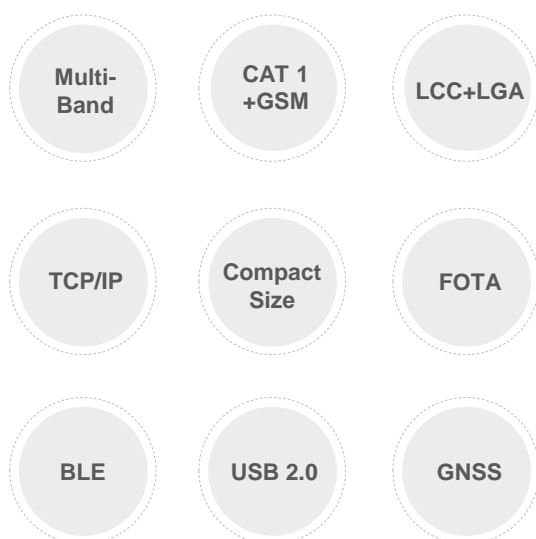 Multi-
Band
CAT 1
+GSM
LCC+LGA
TCP/IP
Compact
Size
FOTA
BLE
USB 2.0
GNSS